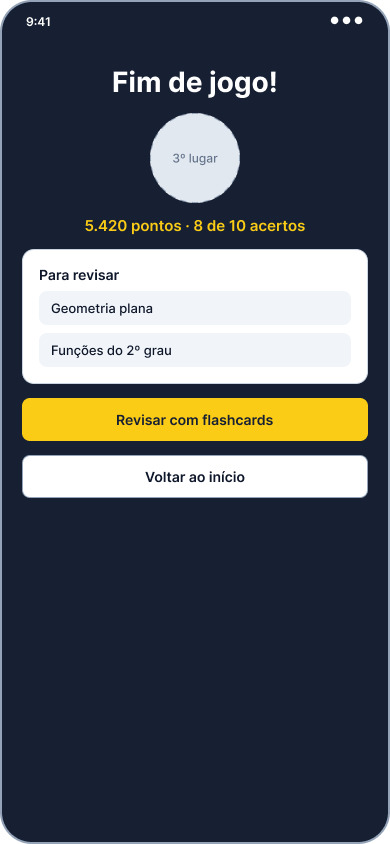 9:41
Fim de jogo!
3º lugar
5.420 pontos · 8 de 10 acertos
Para revisar
Geometria plana
Funções do 2º grau
Revisar com flashcards
Voltar ao início